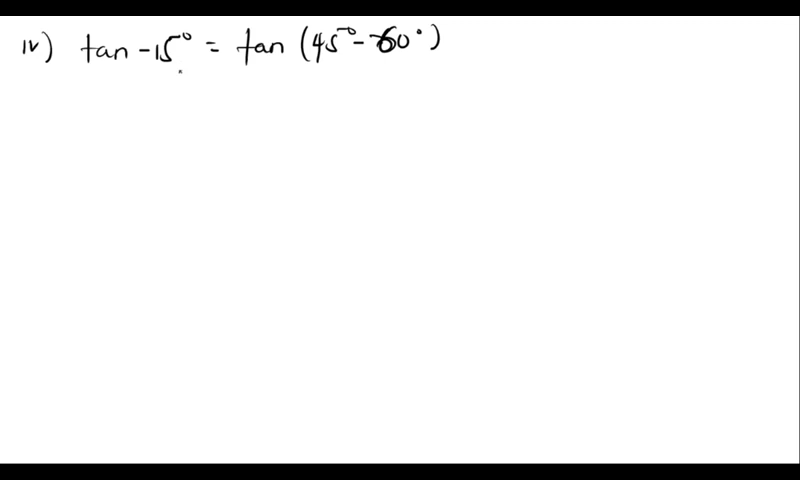 iv) tan -15° = tan (45° - 60°)